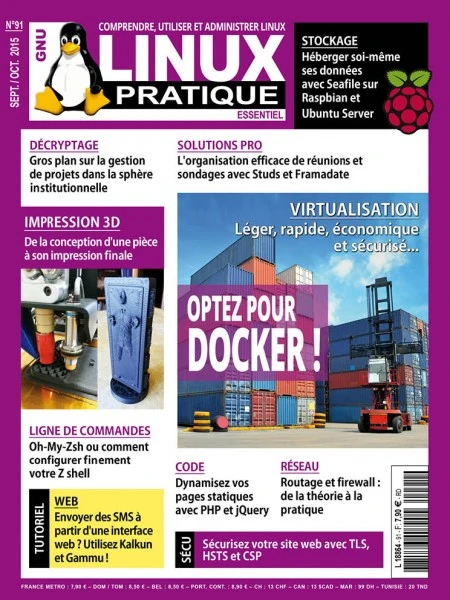 N°91
SEPT./OCT. 2015
COMPRENDRE, UTILISER ET ADMINISTRER LINUX
GNU
LINUX
PRATIQUE
ESSENTIEL
STOCKAGE
Héberger soi-même
ses données
avec Seafile sur
Raspbian et
Ubuntu Server
DÉCRYPTAGE
Gros plan sur la gestion
de projets dans la sphère
institutionnelle
SOLUTIONS PRO
L'organisation efficace de réunions et
sondages avec Studs et Framadate
IMPRESSION 3D
De la conception d'une pièce
à son impression finale
VIRTUALISATION
Léger, rapide, économique
et sécurisé...
OPTEZ POUR
DOCKER !
LIGNE DE COMMANDES
Oh-My-Zsh ou comment
configurer finement
votre Z shell
CODE
Dynamisez vos
pages statiques
avec PHP et jQuery
RÉSEAU
Routage et firewall :
de la théorie à la
pratique
TUTORIEL
WEB
Envoyer des SMS à
partir d'une interface
web ? Utilisez Kalkun
et Gammu !
SÉCU
Sécurisez votre site web avec TLS,
HSTS et CSP
L 18864 - 91 - F: 7,90 € - RD
FRANCE METRO : 7,90 € – DOM / TOM : 8,50 € – BEL : 8,50 € – PORT. CONT. : 8,90 € – CH : 13 CHF – CAN : 13 $CAD – MAR : 99 DH – TUNISIE : 20 TND